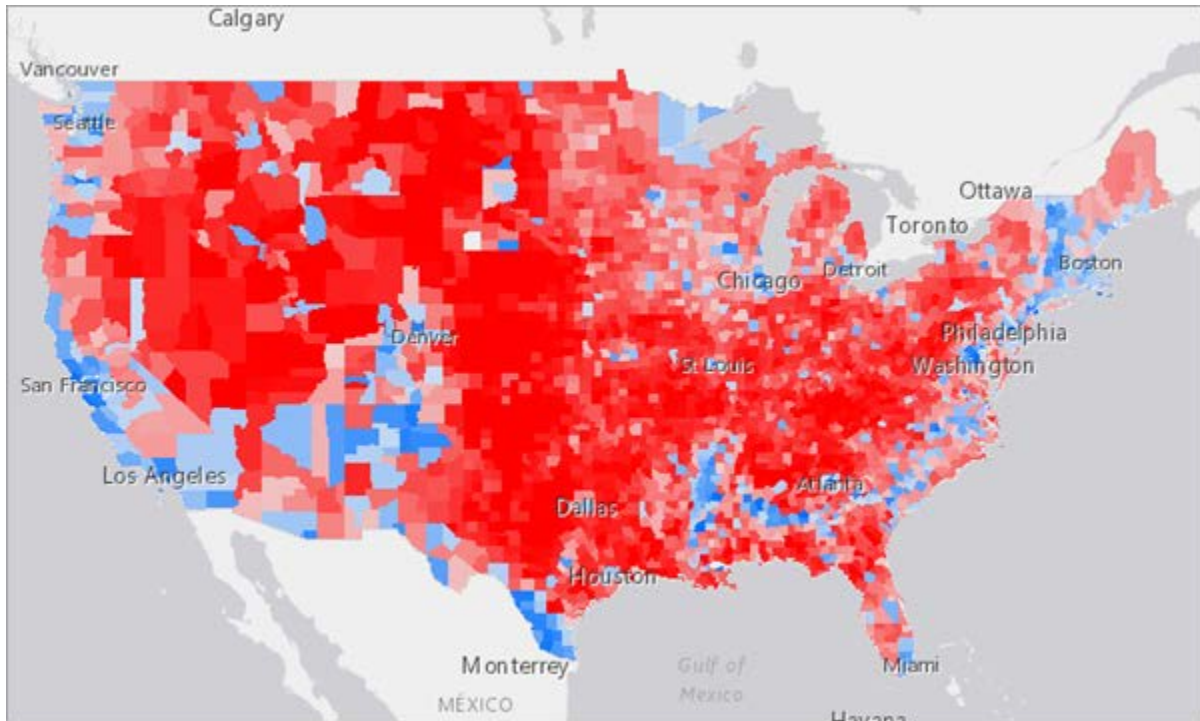 Calgary
Vancouver
Seattle
Ottawa
Toronto
Boston
Chicago
Detroit
Philadelphia
Denver
St Louis
Washington
San Francisco
Los Angeles
Atlanta
Dallas
Houston
Monterrey
Gulf of
Mexico
Miami
MÉXICO
Havana